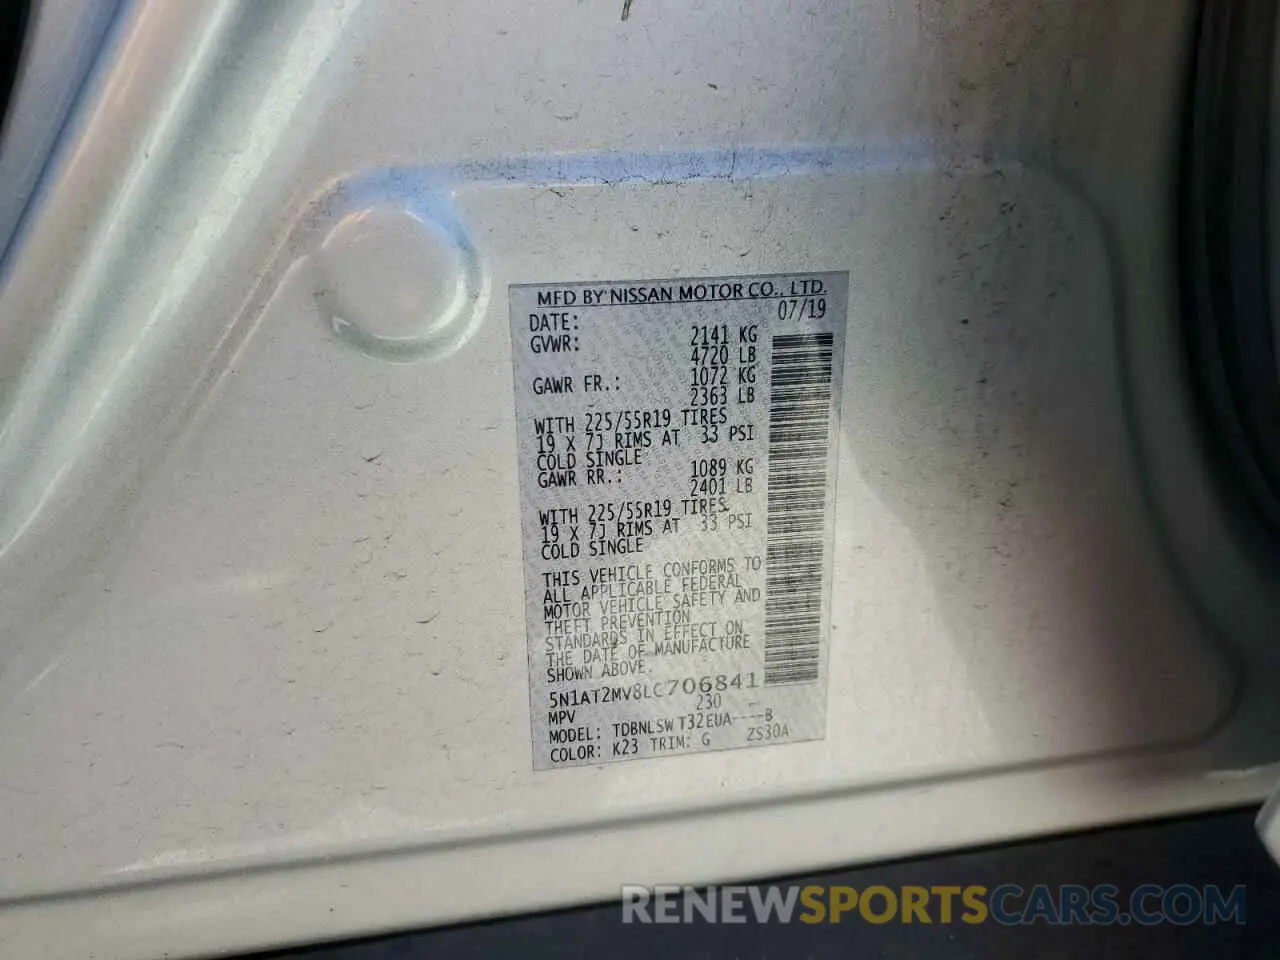 MFD BY NISSAN MOTOR CO., LTD.
DATE: 07/19
GVWR: 2141 KG
4720 LB
GAWR FR.: 1072 KG
2363 LB
WITH 225/55R19 TIRES
19 X 7J RIMS AT 33 PSI
COLD SINGLE
GAWR RR.: 1089 KG
2401 LB
WITH 225/55R19 TIRES
19 X 7J RIMS AT 33 PSI
COLD SINGLE
THIS VEHICLE CONFORMS TO
ALL APPLICABLE FEDERAL
MOTOR VEHICLE SAFETY AND
THEFT PREVENTION
STANDARDS IN EFFECT ON
THE DATE OF MANUFACTURE
SHOWN ABOVE.
5N1AT2MV8LC706841
MPV 230 -
MODEL: TDBNLSW T32EUA----B
COLOR: K23 TRIM: G ZS30A
RENEWSPORTSCARS.COM